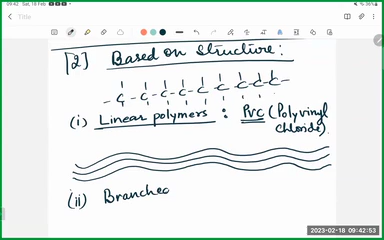 09:42 Sat, 18 Feb
Title
[2] Based on Structure:
- C - C - C - C - C - C - C - C - C -
(i) Linear polymers : PVC (Polyvinyl
chloride).
(ii) Branchec
2023-02-18 09:42:53